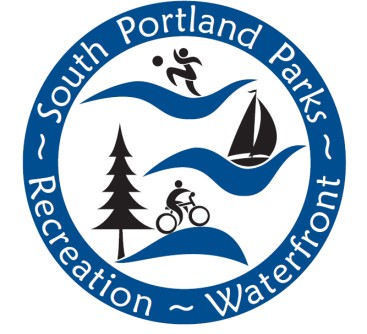 South Portland Parks
~ Recreation ~ Waterfront ~